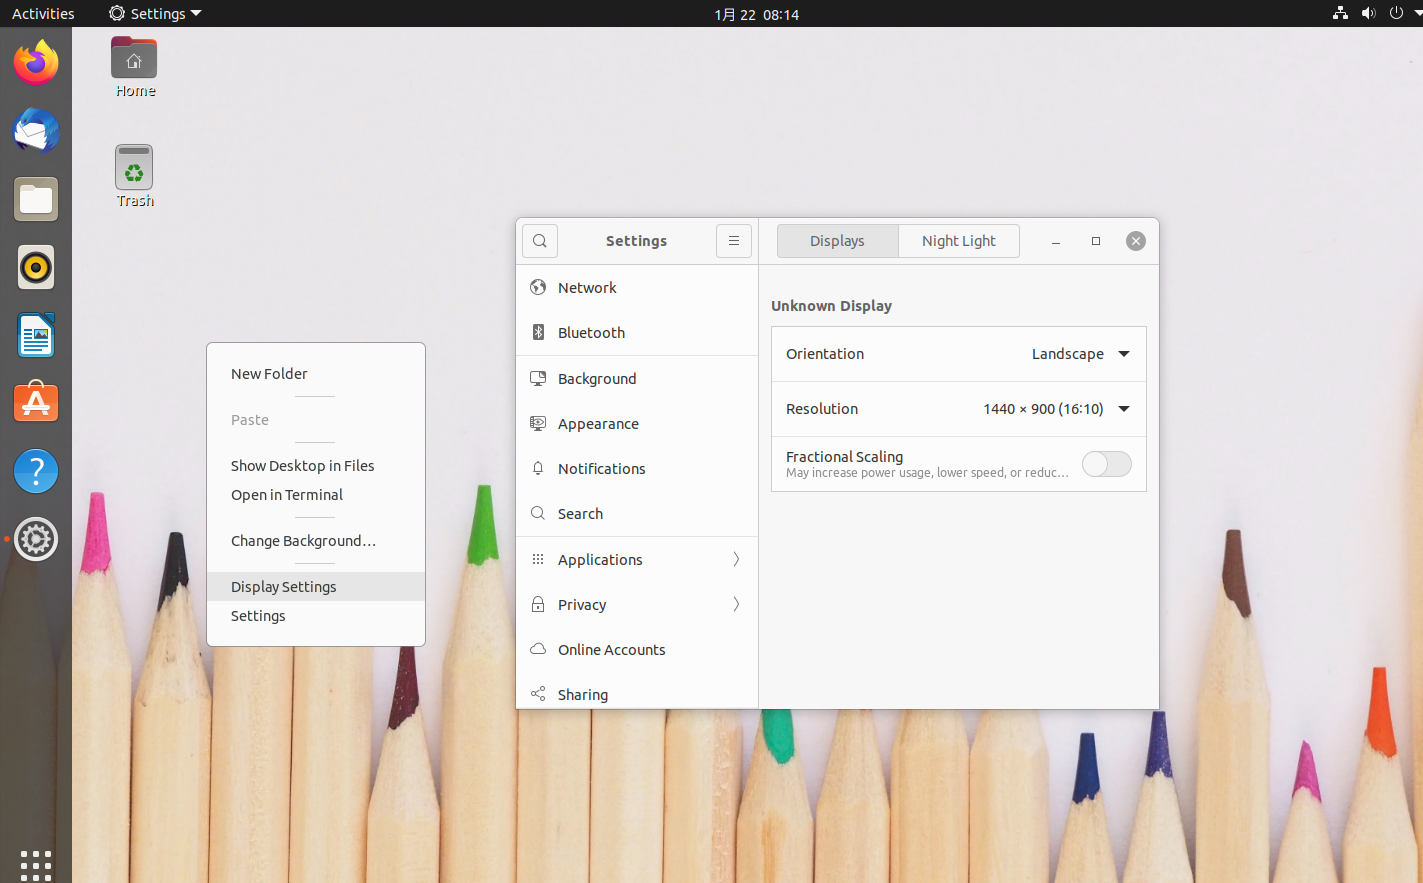 Activities
Settings
1月 22 08:14
Home
Trash
New Folder
Paste
Show Desktop in Files
Open in Terminal
Change Background…
Display Settings
Settings
Settings
Displays
Night Light
Network
Bluetooth
Background
Appearance
Notifications
Search
Applications
Privacy
Online Accounts
Sharing
Unknown Display
Orientation
Landscape
Resolution
1440 × 900 (16:10)
Fractional Scaling
May increase power usage, lower speed, or reduc…